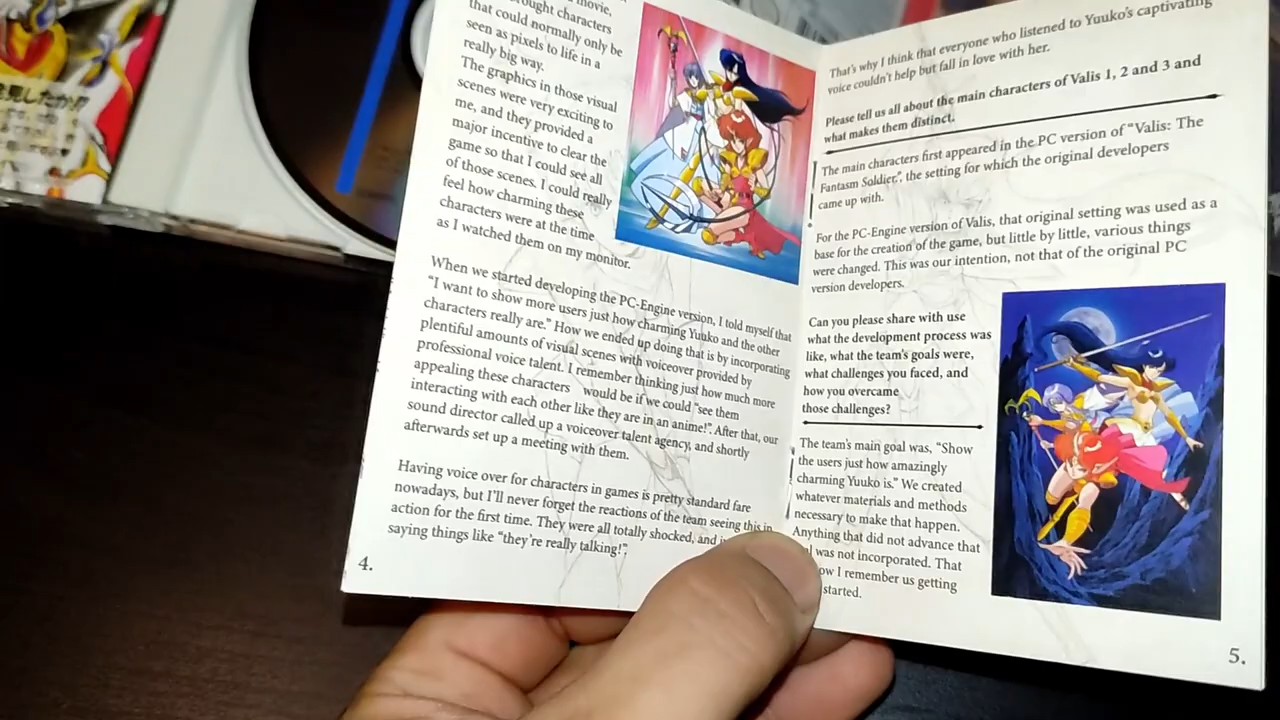 movie,
ought characters
that could normally only be
seen as pixels to life in a
really big way.
The graphics in those visual
scenes were very exciting to
me, and they provided a
major incentive to clear the
game so that I could see all
of those scenes. I could really
feel how charming these
characters were at the time
as I watched them on my monitor.
When we started developing the PC-Engine version, I told myself that
"I want to show more users just how charming Yuuko and the other
characters really are." How we ended up doing that is by incorporating
plentiful amounts of visual scenes with voiceover provided by
professional voice talent. I remember thinking just how much more
appealing these characters would be if we could "see them
interacting with each other like they are in an anime!". After that, our
sound director called up a voiceover talent agency, and shortly
afterwards set up a meeting with them.
Having voice over for characters in games is pretty standard fare
nowadays, but I'll never forget the reactions of the team seeing this in
action for the first time. They were all totally shocked, and
saying things like "they're really talking!".
4.
That's why I think that everyone who listened to Yuuko's captivating
voice couldn't help but fall in love with her.
Please tell us all about the main characters of Valis 1, 2 and 3 and
what makes them distinct.
The main characters first appeared in the PC version of "Valis: The
Fantasm Soldier", the setting for which the original developers
came up with.
For the PC-Engine version of Valis, that original setting was used as a
base for the creation of the game, but little by little, various things
were changed. This was our intention, not that of the original PC
version developers.
Can you please share with use
what the development process was
like, what the team's goals were,
what challenges you faced, and
how you overcame
those challenges?
The team's main goal was, "Show
the users just how amazingly
charming Yuuko is." We created
whatever materials and methods
necessary to make that happen.
Anything that did not advance that
was not incorporated. That
ow I remember us getting
started.
5.